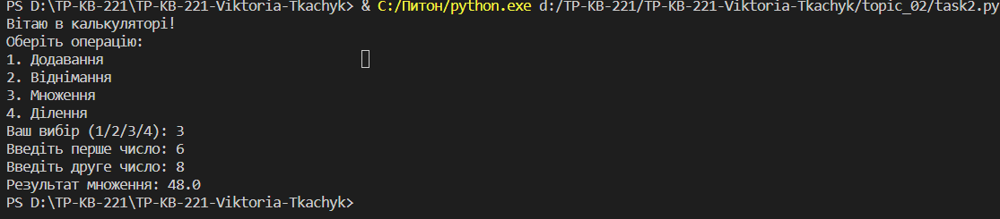 PS D:\TP-KB-221\TP-KB-221-Viktoria-Tkachyk> & C:/Питон/python.exe d:/TP-KB-221/TP-KB-221-Viktoria-Tkachyk/topic_02/task2.py
Вітаю в калькуляторі!
Оберіть операцію:
1. Додавання
2. Віднімання
3. Множення
4. Ділення
Ваш вибір (1/2/3/4): 3
Введіть перше число: 6
Введіть друге число: 8
Результат множення: 48.0
PS D:\TP-KB-221\TP-KB-221-Viktoria-Tkachyk>